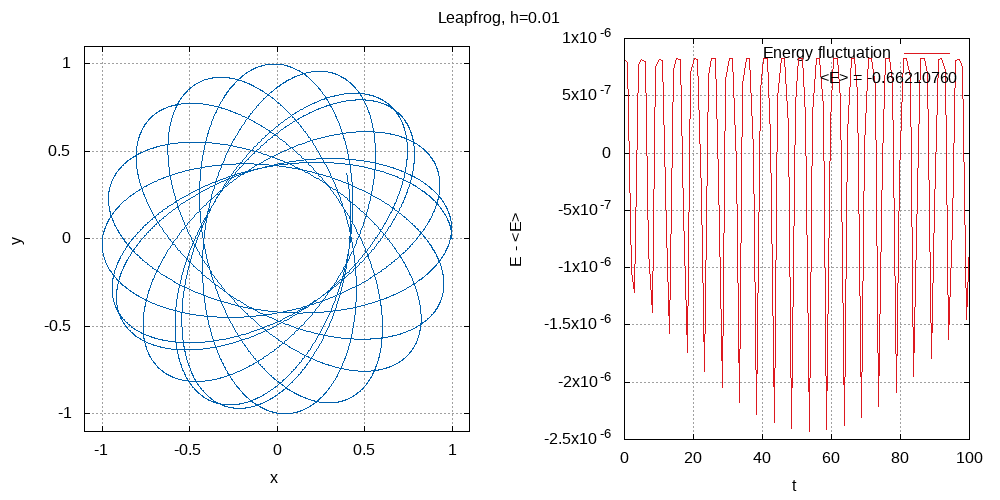 Leapfrog, h=0.01
1
0.5
0
-0.5
-1
-1
-0.5
0
0.5
1
x
y
1x10-6
5x10-7
0
-5x10-7
-1x10-6
-1.5x10-6
-2x10-6
-2.5x10-6
Energy fluctuation
<E> = -0.66210760
E - <E>
0
20
40
60
80
100
t